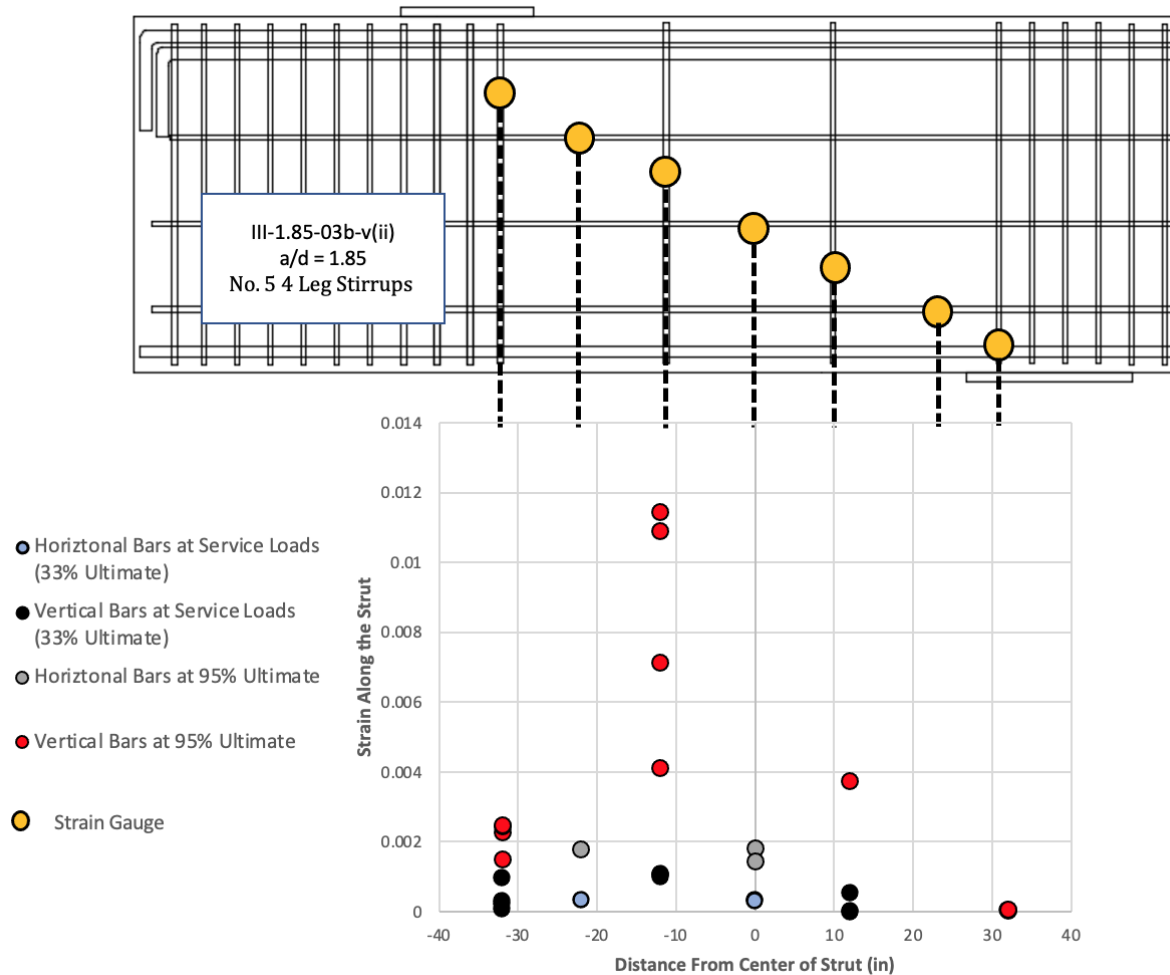 III-1.85-03b-v(ii)
a/d = 1.85
No. 5 4 Leg Stirrups
0.014
0.012
0.01
0.008
0.006
0.004
0.002
0
-40
-30
-20
-10
0
10
20
30
40
Strain Along the Strut
Distance From Center of Strut (in)
Horiztonal Bars at Service Loads
(33% Ultimate)
Vertical Bars at Service Loads
(33% Ultimate)
Horiztonal Bars at 95% Ultimate
Vertical Bars at 95% Ultimate
Strain Gauge